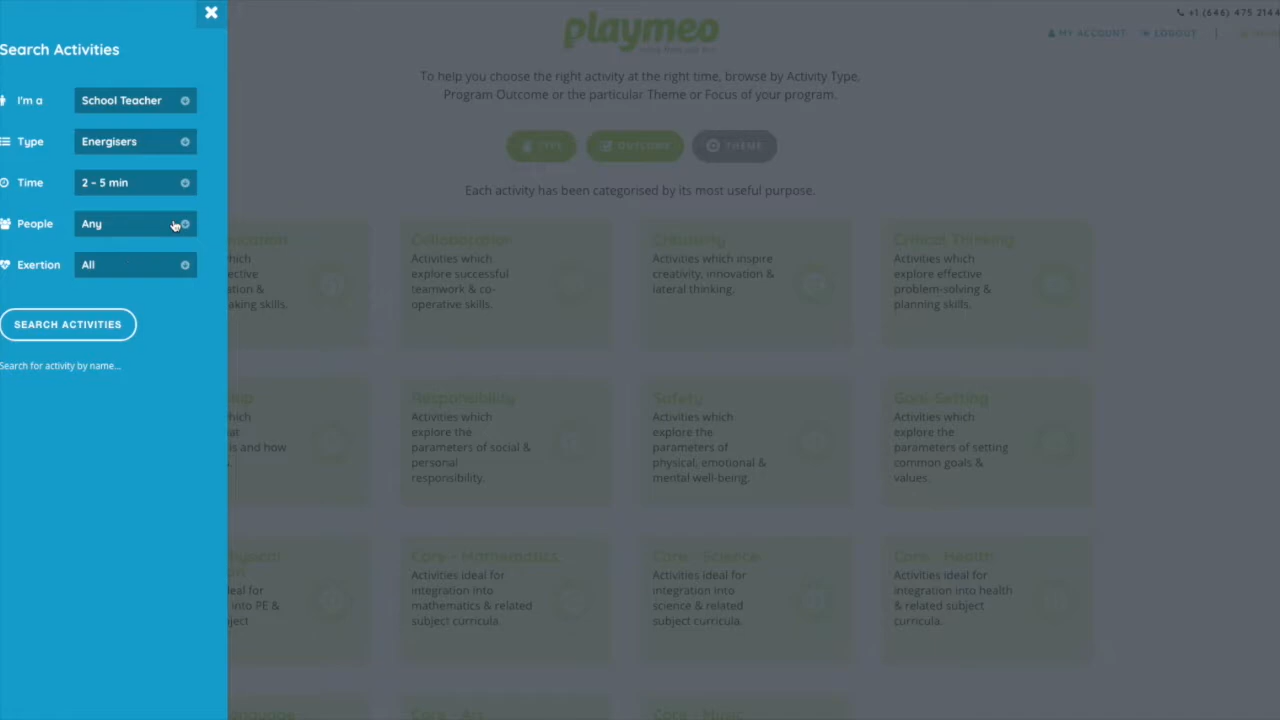 Search Activities
I'm a School Teacher
Type Energisers
Time 2 – 5 min
People Any
Exertion All
SEARCH ACTIVITIES
Search for activity by name...
playmeo
+1 (646) 475 2144
MY ACCOUNT LOGOUT |
To help you choose the right activity at the right time, browse by Activity Type,
Program Outcome or the particular Theme or Focus of your program.
TYPE OUTCOME THEME
Each activity has been categorised by its most useful purpose.
Collaboration
Activities which
explore successful
teamwork & co-
operative skills.
Creativity
Activities which inspire
creativity, innovation &
lateral thinking.
Critical Thinking
Activities which
explore effective
problem-solving &
planning skills.
Responsibility
Activities which
explore the
parameters of social &
personal
responsibility.
Safety
Activities which
explore the
parameters of
physical, emotional &
mental well-being.
Goal-Setting
Activities which
explore the
parameters of setting
common goals &
values.
Core - Mathematics
Activities ideal for
integration into
mathematics & related
subject curricula.
Core - Science
Activities ideal for
integration into
science & related
subject curricula.
Core - Health
Activities ideal for
integration into health
& related subject
curricula.
Core - Art
Core - Music